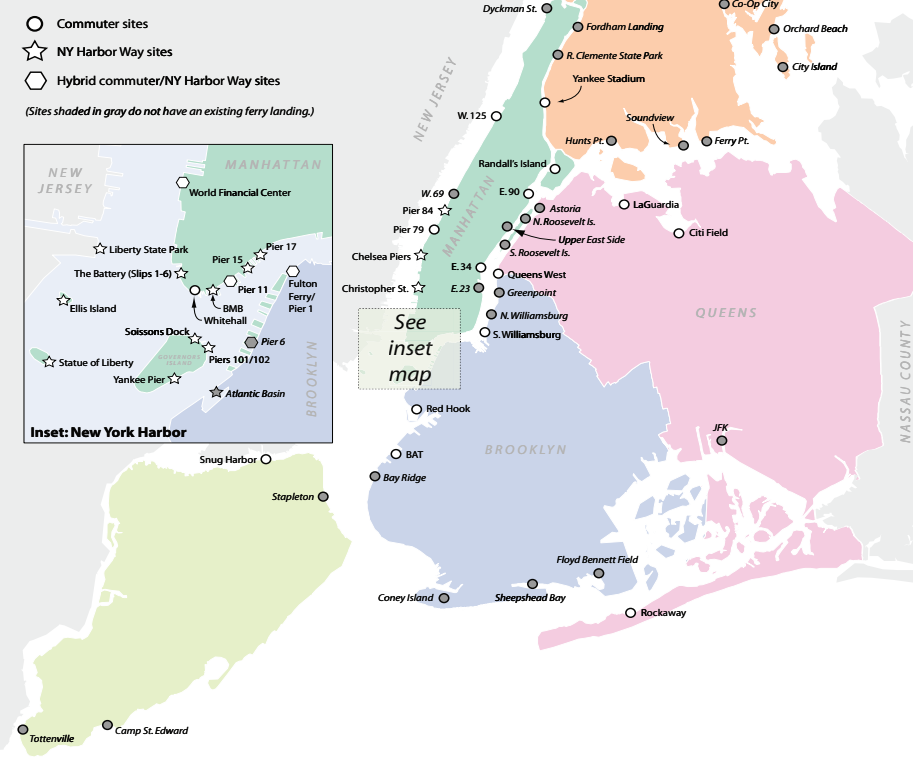 Commuter sites
NY Harbor Way sites
Hybrid commuter/NY Harbor Way sites
(Sites shaded in gray do not have an existing ferry landing.)
Dyckman St.
Co-Op City
Fordham Landing
Orchard Beach
R. Clemente State Park
City Island
Yankee Stadium
NEW JERSEY
W. 125
Soundview
Hunts Pt.
Ferry Pt.
Randall's Island
W. 69
E. 90
MANHATTAN
Pier 84
Astoria
LaGuardia
N. Roosevelt Is.
Pier 79
Citi Field
Upper East Side
S. Roosevelt Is.
Chelsea Piers
E. 34
Queens West
Christopher St.
E. 23
Greenpoint
N. Williamsburg
QUEENS
See
inset
map
S. Williamsburg
NASSAU COUNTY
Red Hook
JFK
BROOKLYN
BAT
Bay Ridge
Snug Harbor
Stapleton
Floyd Bennett Field
Coney Island
Sheepshead Bay
Rockaway
Camp St. Edward
Tottenville
NEW
JERSEY
MANHATTAN
World Financial Center
Liberty State Park
Pier 17
Pier 15
The Battery (Slips 1-6)
Pier 11
Fulton
Ferry/
Pier 1
Ellis Island
BMB
Whitehall
Soissons Dock
Pier 6
GOVERNORS
ISLAND
Piers 101/102
Statue of Liberty
Yankee Pier
BROOKLYN
Atlantic Basin
Inset: New York Harbor